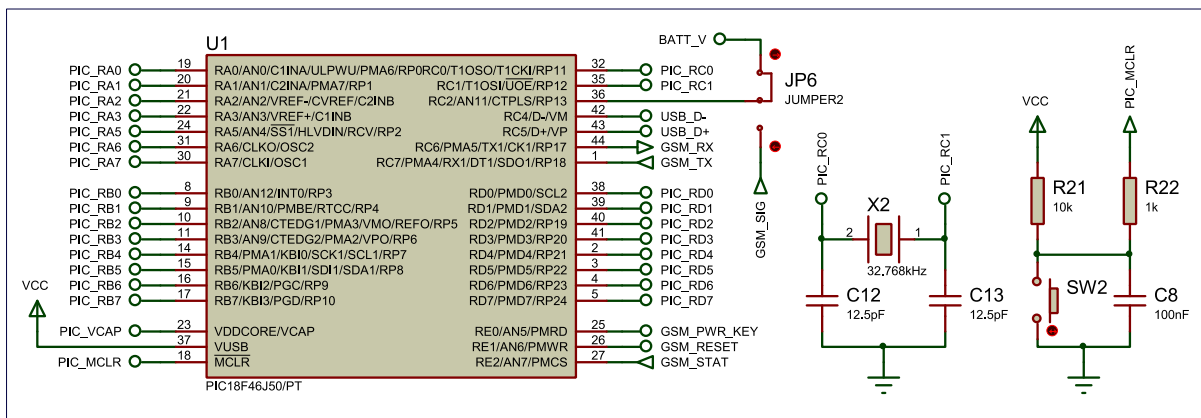 U1
PIC_RA0 19 RA0/AN0/C1INA/ULPWU/PMA6/RP0 RC0/T1OSO/T1CKI/RP11 32 PIC_RC0
PIC_RA1 20 RA1/AN1/C2INA/PMA7/RP1 RC1/T1OSI/UOE/RP12 35 PIC_RC1
PIC_RA2 21 RA2/AN2/VREF-/CVREF/C2INB RC2/AN11/CTPLS/RP13 36
PIC_RA3 22 RA3/AN3/VREF+/C1INB RC4/D-/VM 42 USB_D-
PIC_RA5 24 RA5/AN4/SS1/HLVDIN/RCV/RP2 RC5/D+/VP 43 USB_D+
PIC_RA6 31 RA6/CLKO/OSC2 RC6/PMA5/TX1/CK1/RP17 44 GSM_RX
PIC_RA7 30 RA7/CLKI/OSC1 RC7/PMA4/RX1/DT1/SDO1/RP18 1 GSM_TX
PIC_RB0 8 RB0/AN12/INT0/RP3 RD0/PMD0/SCL2 38 PIC_RD0
PIC_RB1 9 RB1/AN10/PMBE/RTCC/RP4 RD1/PMD1/SDA2 39 PIC_RD1
PIC_RB2 10 RB2/AN8/CTEDG1/PMA3/VMO/REFO/RP5 RD2/PMD2/RP19 40 PIC_RD2
PIC_RB3 11 RB3/AN9/CTEDG2/PMA2/VPO/RP6 RD3/PMD3/RP20 41 PIC_RD3
PIC_RB4 14 RB4/PMA1/KBI0/SCK1/SCL1/RP7 RD4/PMD4/RP21 2 PIC_RD4
PIC_RB5 15 RB5/PMA0/KBI1/SDI1/SDA1/RP8 RD5/PMD5/RP22 3 PIC_RD5
PIC_RB6 16 RB6/KBI2/PGC/RP9 RD6/PMD6/RP23 4 PIC_RD6
PIC_RB7 17 RB7/KBI3/PGD/RP10 RD7/PMD7/RP24 5 PIC_RD7
VCC
PIC_VCAP 23 VDDCORE/VCAP RE0/AN5/PMRD 25 GSM_PWR_KEY
37 VUSB RE1/AN6/PMWR 26 GSM_RESET
PIC_MCLR 18 MCLR RE2/AN7/PMCS 27 GSM_STAT
PIC18F46J50/PT
BATT_V
JP6
JUMPER2
GSM_SIG
PIC_RC0
PIC_RC1
X2
2 1
32.768kHz
C12
12.5pF
C13
12.5pF
VCC
PIC_MCLR
R21
10k
R22
1k
SW2
C8
100nF